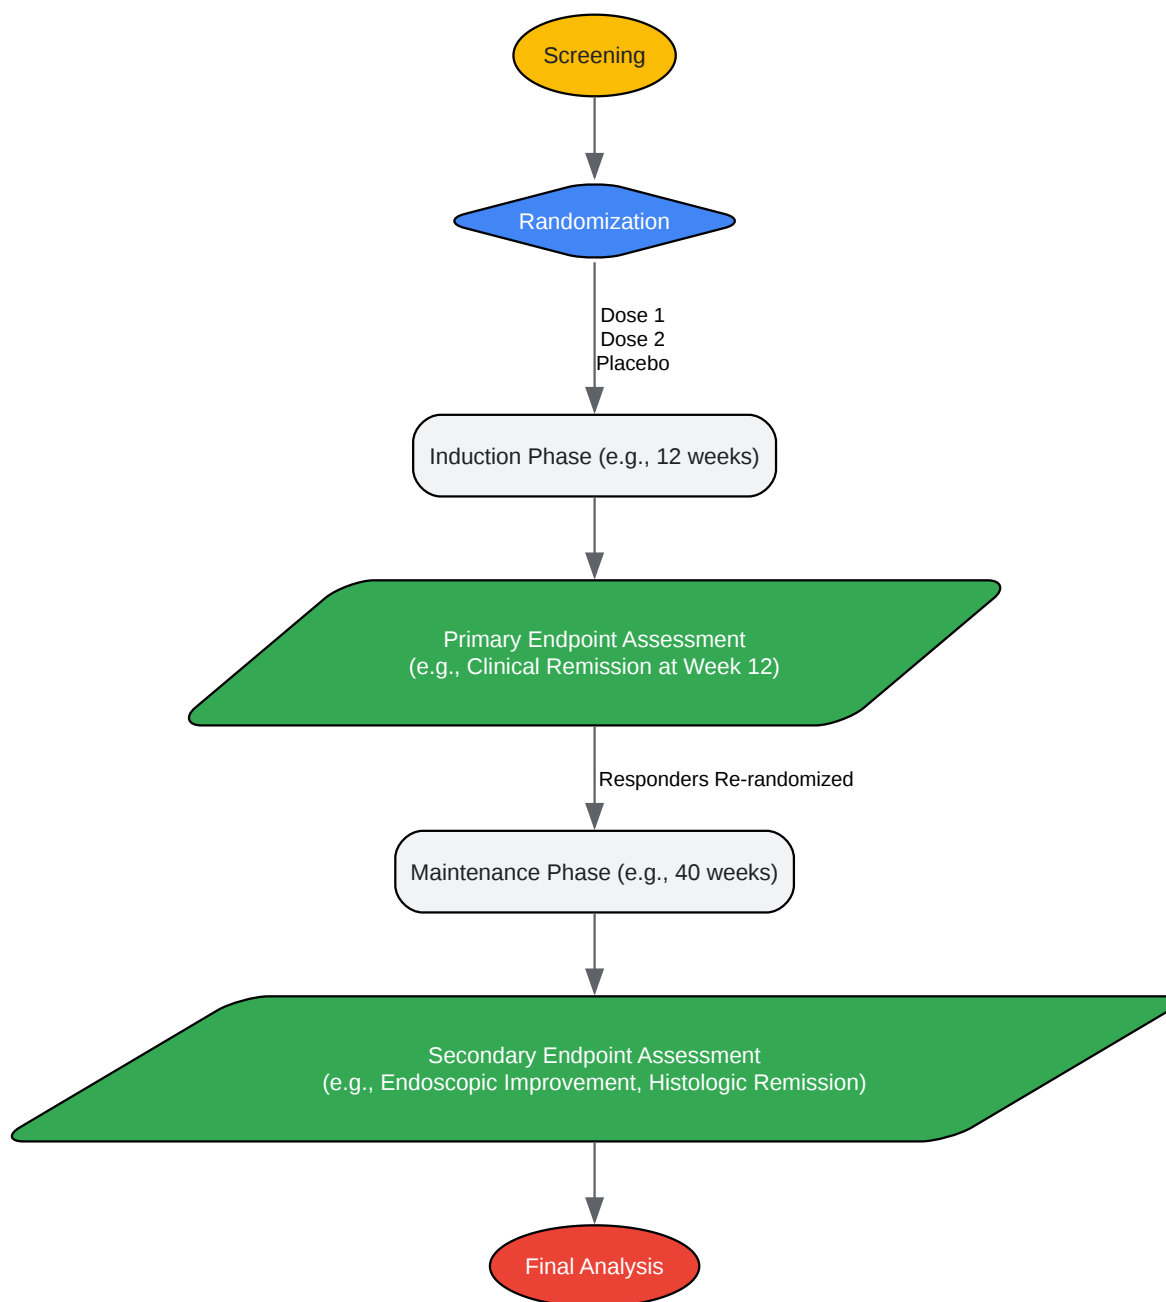 Screening
Randomization
Dose 1
Dose 2
Placebo
Induction Phase (e.g., 12 weeks)
Primary Endpoint Assessment
(e.g., Clinical Remission at Week 12)
Responders Re-randomized
Maintenance Phase (e.g., 40 weeks)
Secondary Endpoint Assessment
(e.g., Endoscopic Improvement, Histologic Remission)
Final Analysis